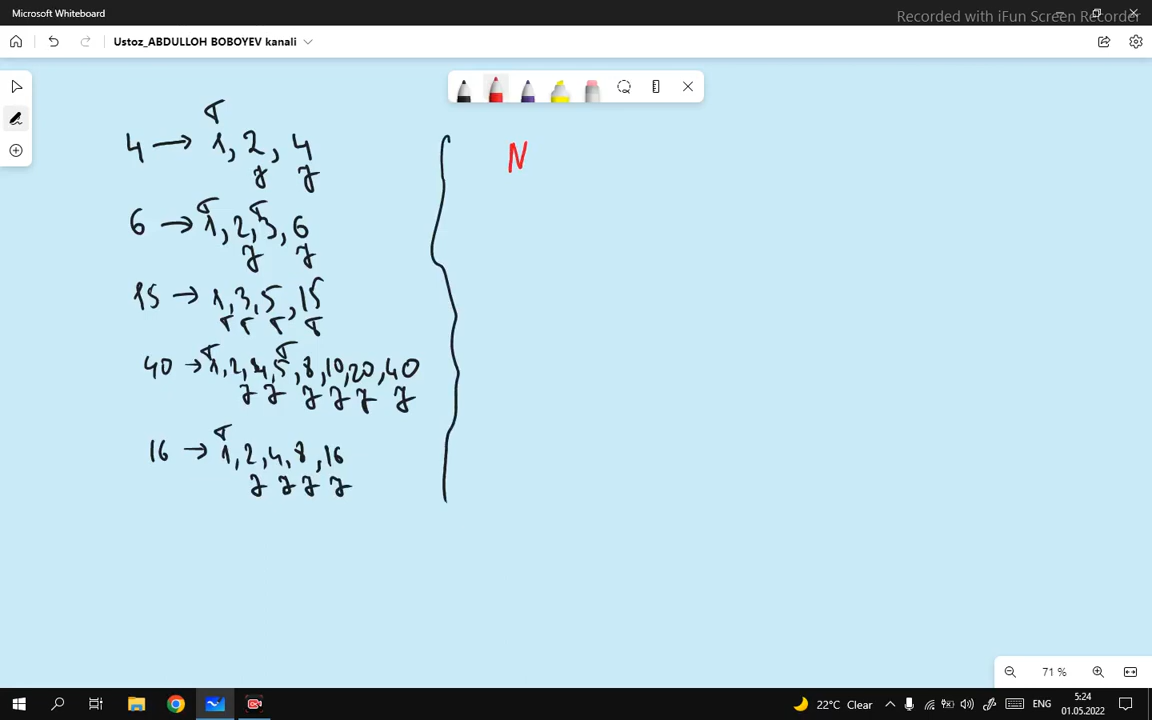 Microsoft Whiteboard
Recorded with iFun Screen Recorder
Ustoz_ABDULLOH BOBOYEV kanali
T
4 → 1, 2, 4
J J
T T
6 → 1, 2, 3, 6
J J
15 → 1, 3, 5, 15
T T T T
T T
40 → 1, 2, 4, 5, 8, 10, 20, 40
J J J J J J
T
16 → 1, 2, 4, 8, 16
J J J J
N
71 %
22°C Clear
ENG
5:24
01.05.2022